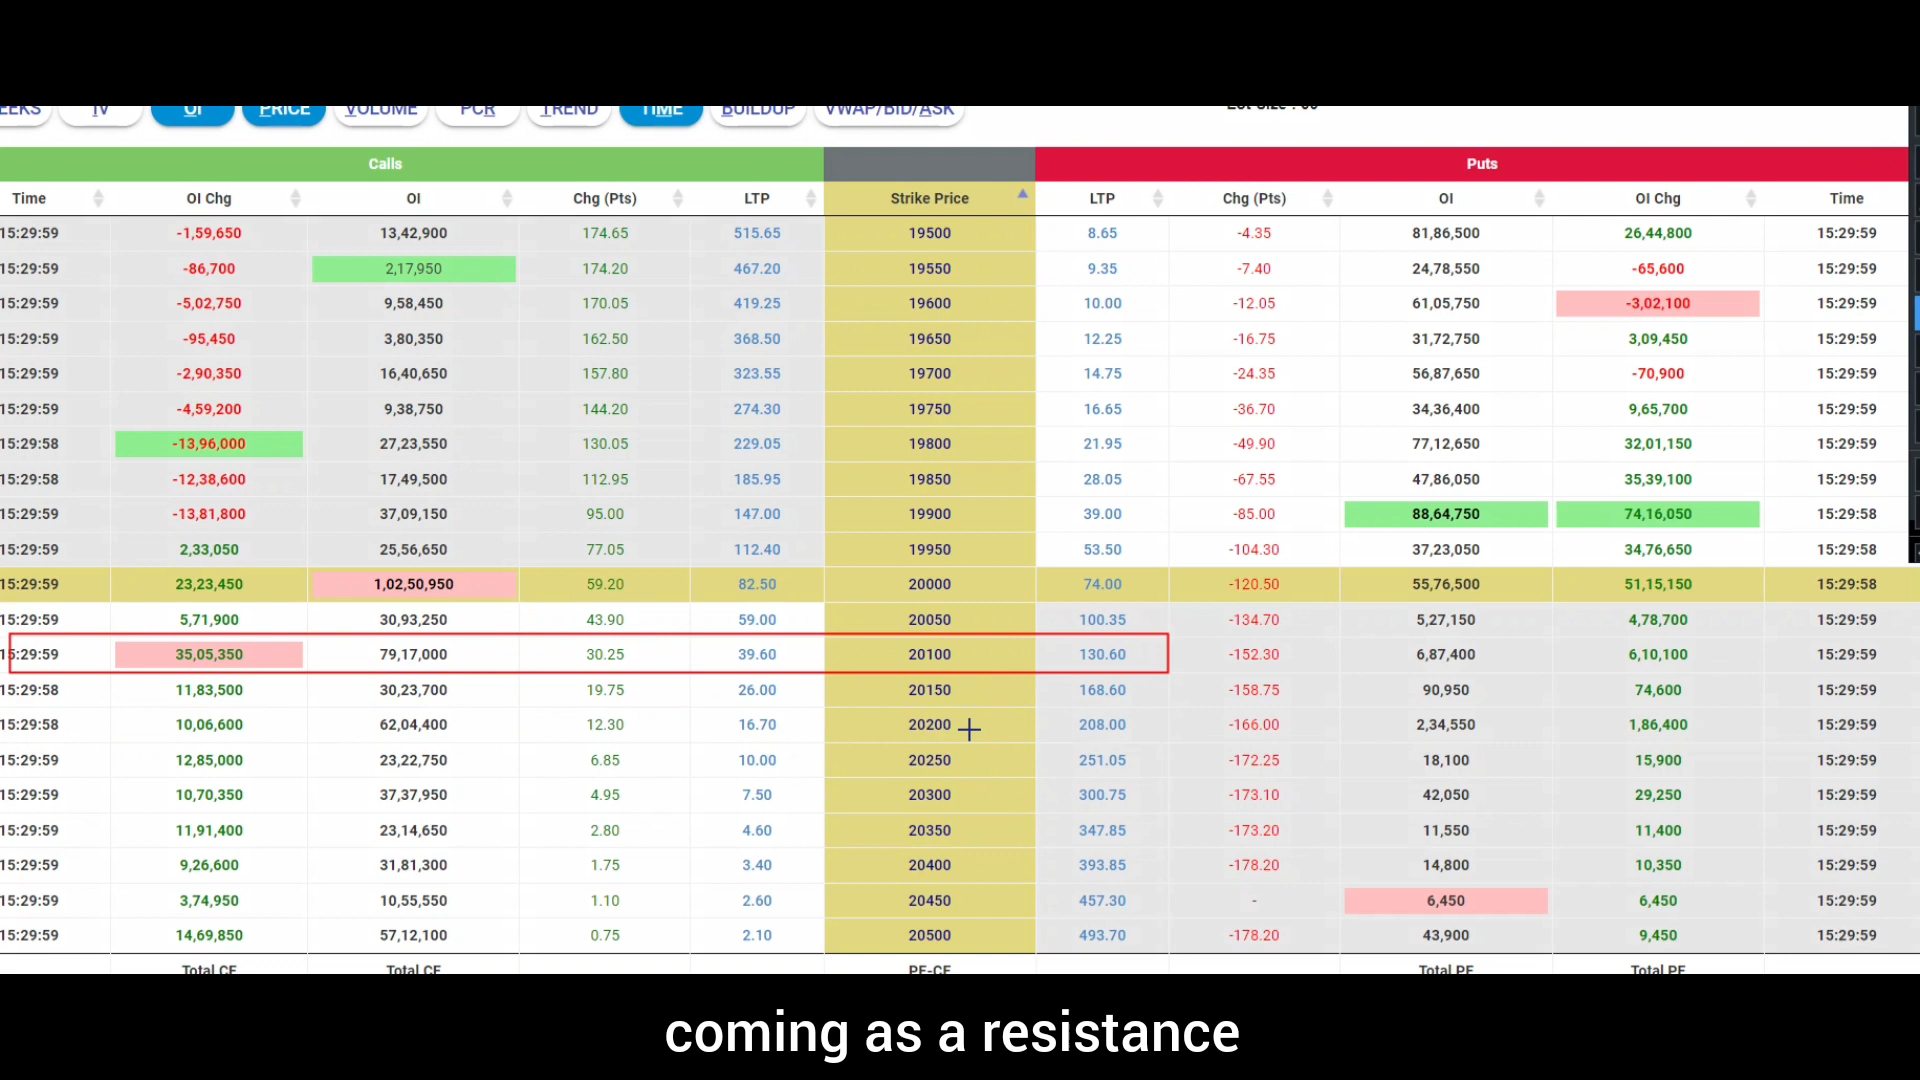 EEKS IV OI PRICE VOLUME PCR TREND TIME BUILDUP VWAP/BID/ASK
Calls Puts
Time OI Chg OI Chg (Pts) LTP Strike Price LTP Chg (Pts) OI OI Chg Time
15:29:59 -1,59,650 13,42,900 174.65 515.65 19500 8.65 -4.35 81,86,500 26,44,800 15:29:59
15:29:59 -86,700 2,17,950 174.20 467.20 19550 9.35 -7.40 24,78,550 -65,600 15:29:59
15:29:59 -5,02,750 9,58,450 170.05 419.25 19600 10.00 -12.05 61,05,750 -3,02,100 15:29:59
15:29:59 -95,450 3,80,350 162.50 368.50 19650 12.25 -16.75 31,72,750 3,09,450 15:29:59
15:29:59 -2,90,350 16,40,650 157.80 323.55 19700 14.75 -24.35 56,87,650 -70,900 15:29:59
15:29:59 -4,59,200 9,38,750 144.20 274.30 19750 16.65 -36.70 34,36,400 9,65,700 15:29:59
15:29:58 -13,96,000 27,23,550 130.05 229.05 19800 21.95 -49.90 77,12,650 32,01,150 15:29:59
15:29:58 -12,38,600 17,49,500 112.95 185.95 19850 28.05 -67.55 47,86,050 35,39,100 15:29:59
15:29:59 -13,81,800 37,09,150 95.00 147.00 19900 39.00 -85.00 88,64,750 74,16,050 15:29:58
15:29:59 2,33,050 25,56,650 77.05 112.40 19950 53.50 -104.30 37,23,050 34,76,650 15:29:58
15:29:59 23,23,450 1,02,50,950 59.20 82.50 20000 74.00 -120.50 55,76,500 51,15,150 15:29:58
15:29:59 5,71,900 30,93,250 43.90 59.00 20050 100.35 -134.70 5,27,150 4,78,700 15:29:59
15:29:59 35,05,350 79,17,000 30.25 39.60 20100 130.60 -152.30 6,87,400 6,10,100 15:29:59
15:29:58 11,83,500 30,23,700 19.75 26.00 20150 168.60 -158.75 90,950 74,600 15:29:59
15:29:58 10,06,600 62,04,400 12.30 16.70 20200 208.00 -166.00 2,34,550 1,86,400 15:29:59
15:29:59 12,85,000 23,22,750 6.85 10.00 20250 251.05 -172.25 18,100 15,900 15:29:59
15:29:59 10,70,350 37,37,950 4.95 7.50 20300 300.75 -173.10 42,050 29,250 15:29:59
15:29:59 11,91,400 23,14,650 2.80 4.60 20350 347.85 -173.20 11,550 11,400 15:29:59
15:29:59 9,26,600 31,81,300 1.75 3.40 20400 393.85 -178.20 14,800 10,350 15:29:59
15:29:59 3,74,950 10,55,550 1.10 2.60 20450 457.30 - 6,450 6,450 15:29:59
15:29:59 14,69,850 57,12,100 0.75 2.10 20500 493.70 -178.20 43,900 9,450 15:29:59
Total CE Total CE PE-CE Total PE Total PE
coming as a resistance